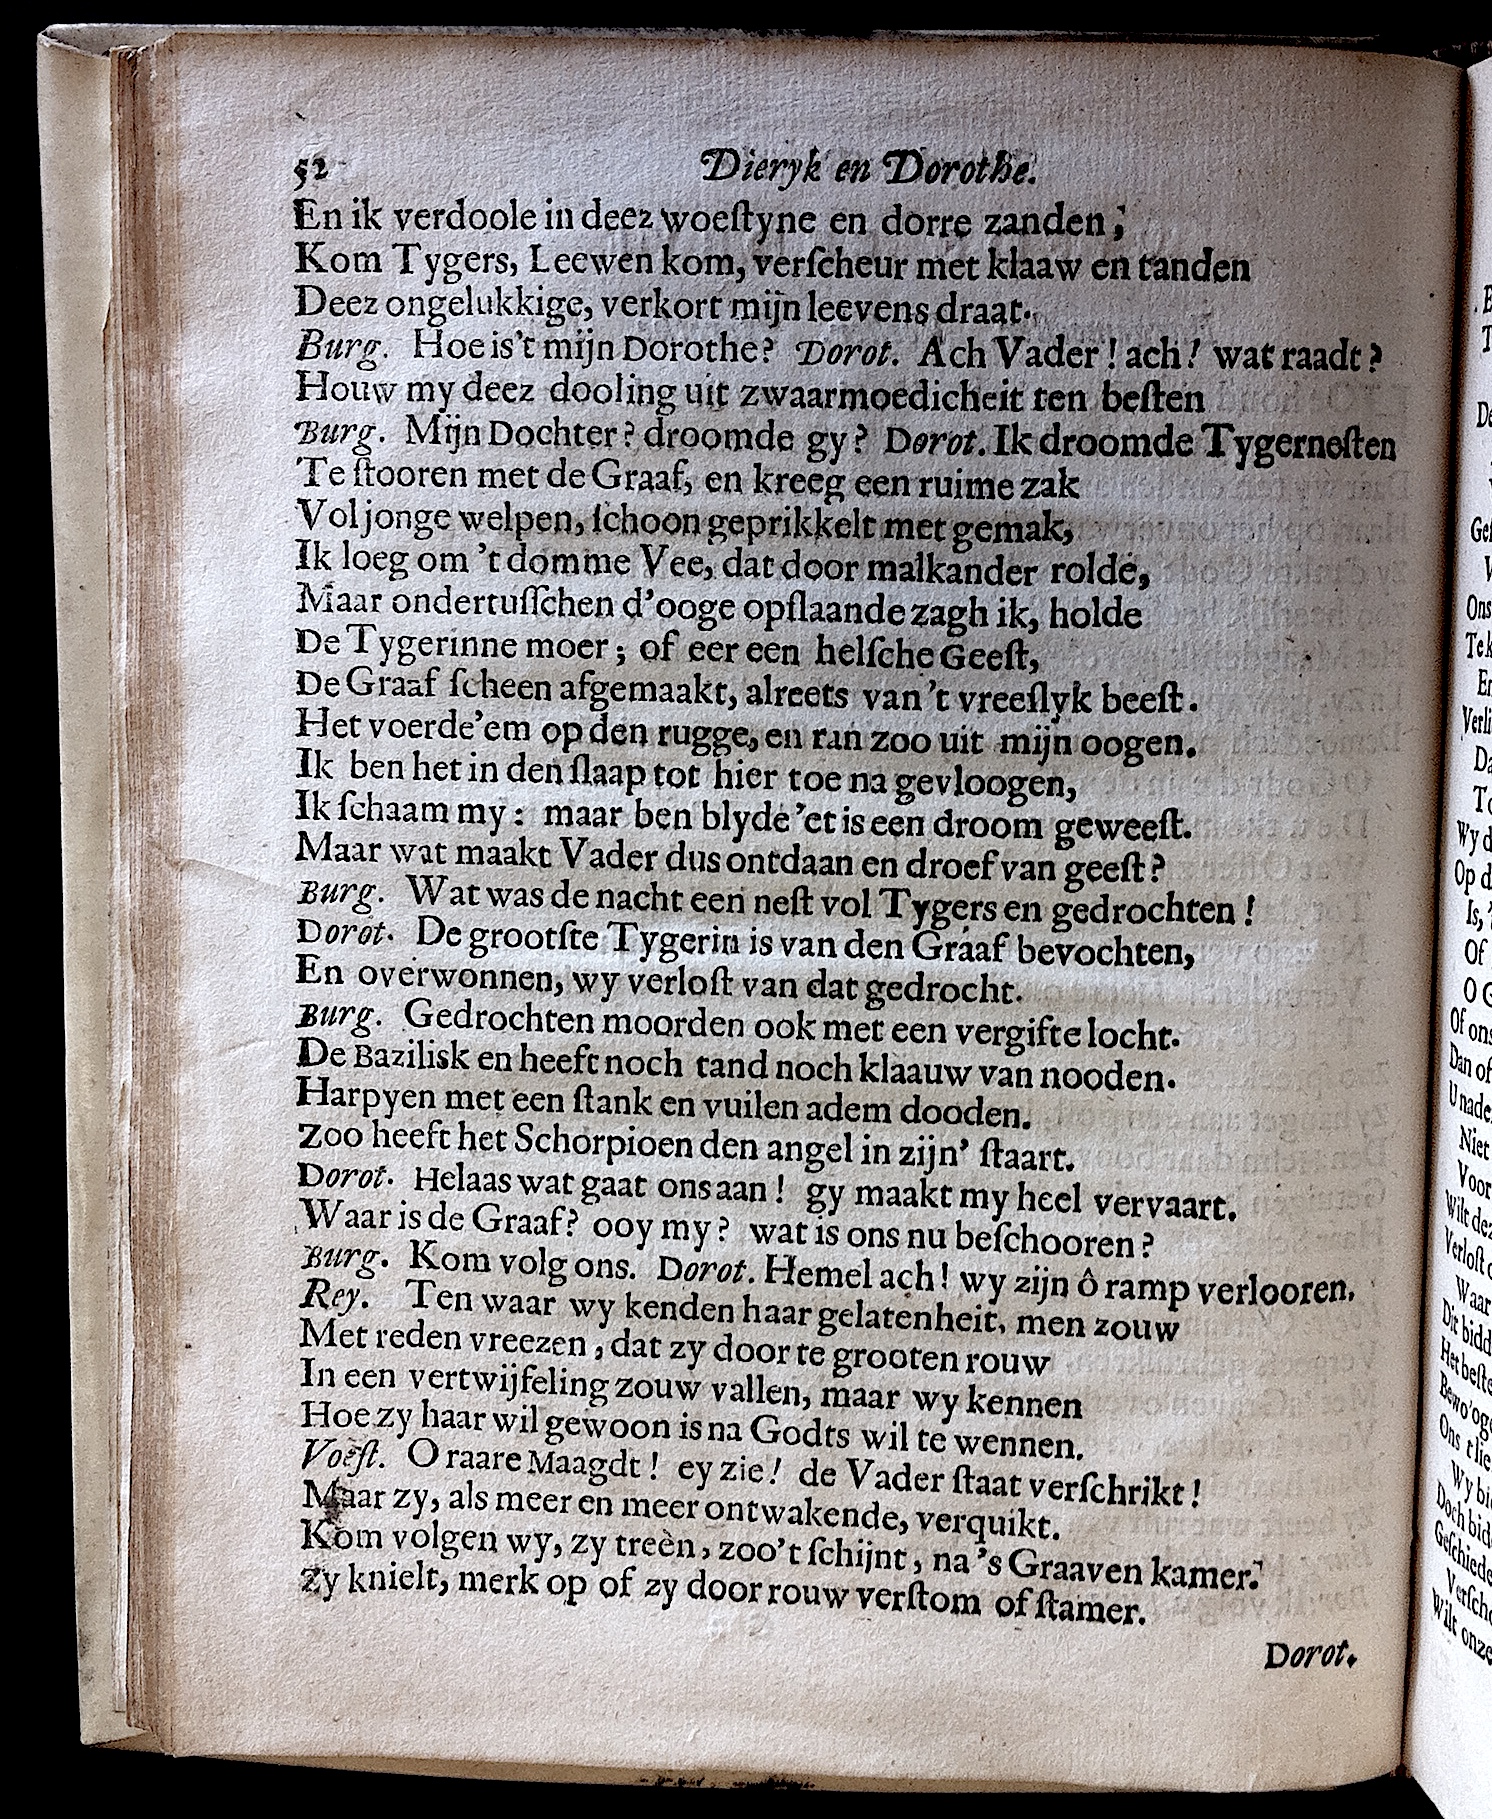 52 Dieryk en Dorothe.
En ik verdoole in deez woeſtyne en dorre zanden;
Kom Tygers, Leewen kom, verſcheur met klaaw en tanden
Deez ongelukkige, verkort mijn leevens draat.
Burg. Hoe is't mijn Dorothe? Dorot. Ach Vader! ach! wat raadt?
Houw my deez dooling uit zwaarmoedicheit ten beſten
Burg. Mijn Dochter? droomde gy? Dorot. Ik droomde Tygerneſten
Te ſtooren met de Graaf, en kreeg een ruime zak
Vol jonge welpen, ſchoon geprikkelt met gemak,
Ik loeg om 't domme Vee, dat door malkander rolde,
Maar ondertuſſchen d'ooge opſlaande zagh ik, holde
De Tygerinne moer; of eer een helſche Geeſt,
De Graaf ſcheen afgemaakt, alreets van 't vreeſlyk beeſt.
Het voerde'em op den rugge, en ran zoo uit mijn oogen.
Ik ben het in den ſlaap tot hier toe na gevloogen,
Ik ſchaam my: maar ben blyde 'et is een droom geweeſt.
Maar wat maakt Vader dus ontdaan en droef van geeſt?
Burg. Wat was de nacht een neſt vol Tygers en gedrochten!
Dorot. De grootſte Tygerin is van den Graaf bevochten,
En overwonnen, wy verloſt van dat gedrocht.
Burg. Gedrochten moorden ook met een vergifte locht.
De Bazilisk en heeft noch tand noch klaauw van nooden.
Harpyen met een ſtank en vuilen adem dooden.
Zoo heeft het Schorpioen den angel in zijn' ſtaart.
Dorot. Helaas wat gaat ons aan! gy maakt my heel vervaart.
Waar is de Graaf? ooy my? wat is ons nu beſchooren?
Burg. Kom volg ons. Dorot. Hemel ach! wy zijn ô ramp verlooren.
Rey. Ten waar wy kenden haar gelatenheit, men zouw
Met reden vreezen, dat zy door te grooten rouw
In een vertwijfeling zouw vallen, maar wy kennen
Hoe zy haar wil gewoon is na Godts wil te wennen.
Voeſt. O raare Maagdt! ey zie! de Vader ſtaat verſchrikt!
Maar zy, als meer en meer ontwakende, verquikt.
Kom volgen wy, zy treèn, zoo't ſchijnt, na 's Graaven kamer.
Zy knielt, merk op of zy door rouw verſtom of ſtamer.
Dorot.